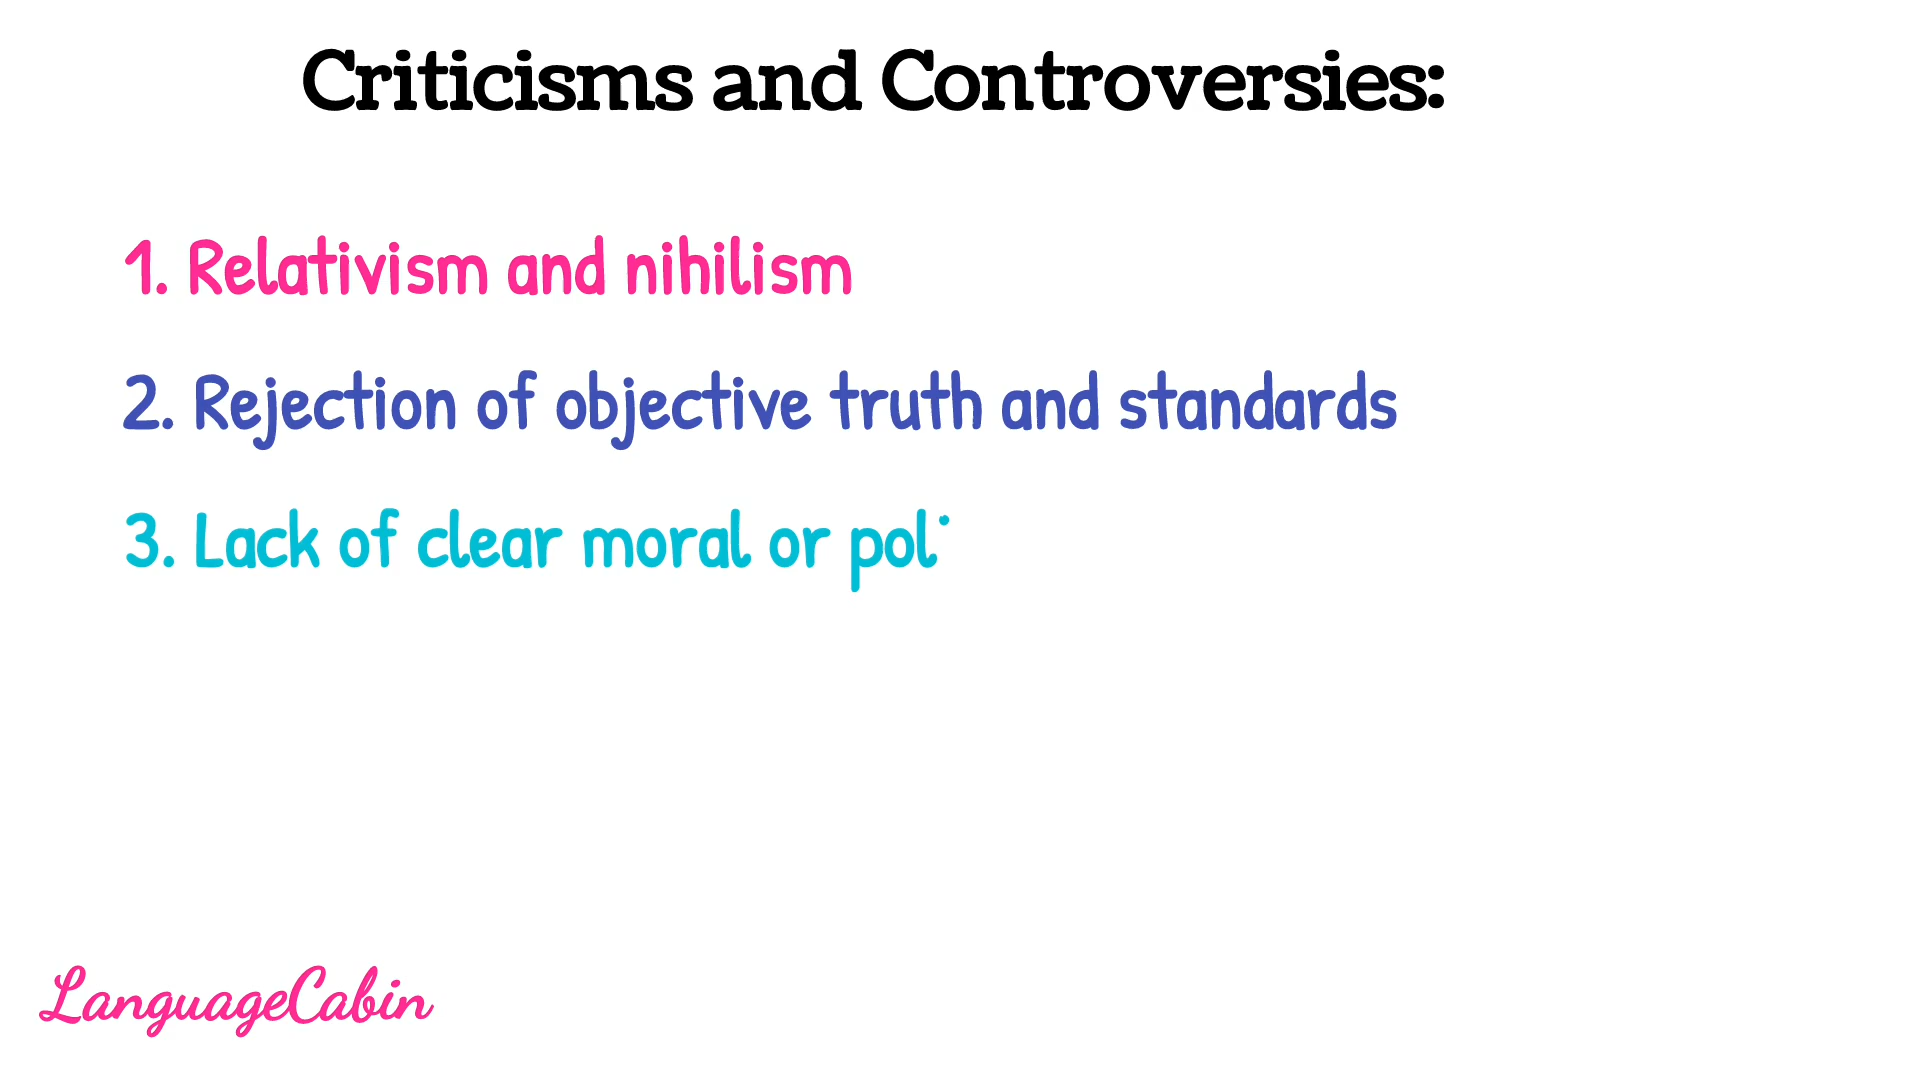 Criticisms and Controversies:
1. Relativism and nihilism
2. Rejection of objective truth and standards
3. Lack of clear moral or pol
LanguageCabin